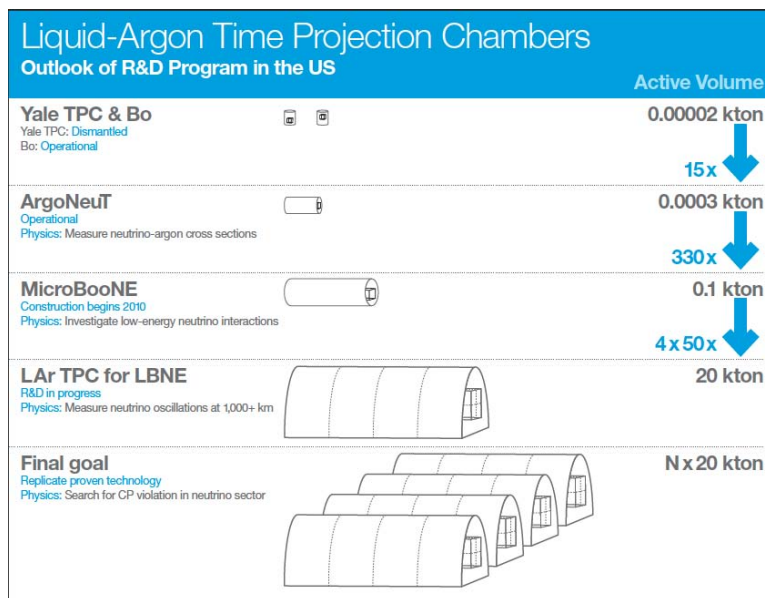 Liquid-Argon Time Projection Chambers
Outlook of R&D Program in the US
Active Volume
Yale TPC & Bo
0.00002 kton
Yale TPC: Dismantled
Bo: Operational
15x
ArgoNeuT
0.0003 kton
Operational
Physics: Measure neutrino-argon cross sections
330x
MicroBooNE
0.1 kton
Construction begins 2010
Physics: Investigate low-energy neutrino interactions
4 x 50x
LAr TPC for LBNE
20 kton
R&D in progress
Physics: Measure neutrino oscillations at 1,000+ km
Final goal
N x 20 kton
Replicate proven technology
Physics: Search for CP violation in neutrino sector